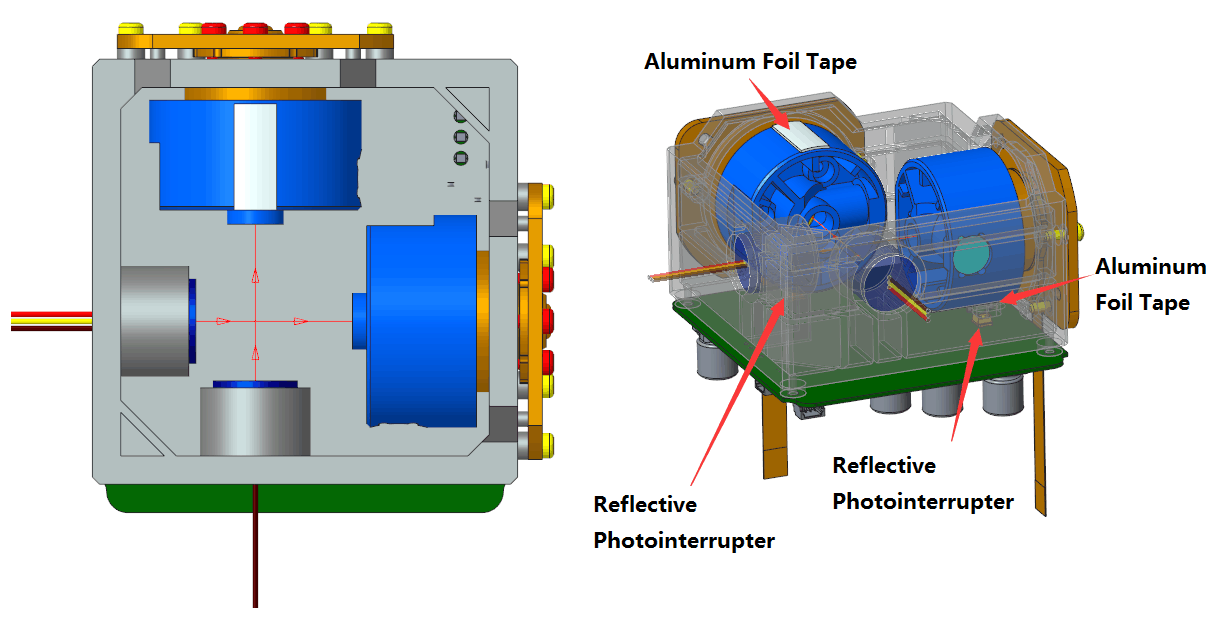 Aluminum Foil Tape
Aluminum
Foil Tape
Reflective
Photointerrupter
Reflective
Photointerrupter